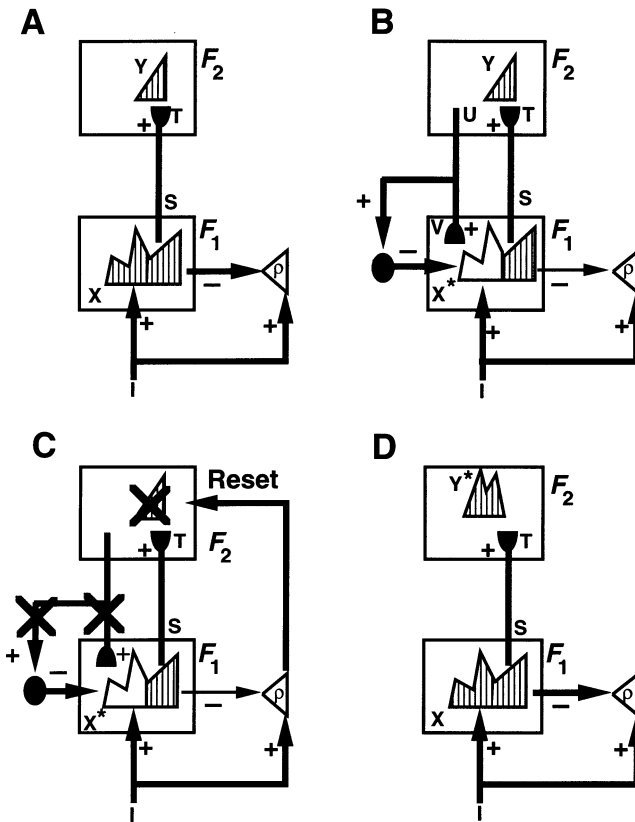 A
Y
F2
+
T
S
F1
X
−
ρ
+
+
I
B
Y
F2
U
+
T
+
S
V
+
F1
−
X*
−
ρ
+
+
I
C
Reset
+
T
F2
S
+
+
F1
−
X*
−
ρ
+
+
I
D
Y*
F2
+
T
S
F1
X
−
ρ
+
+
I